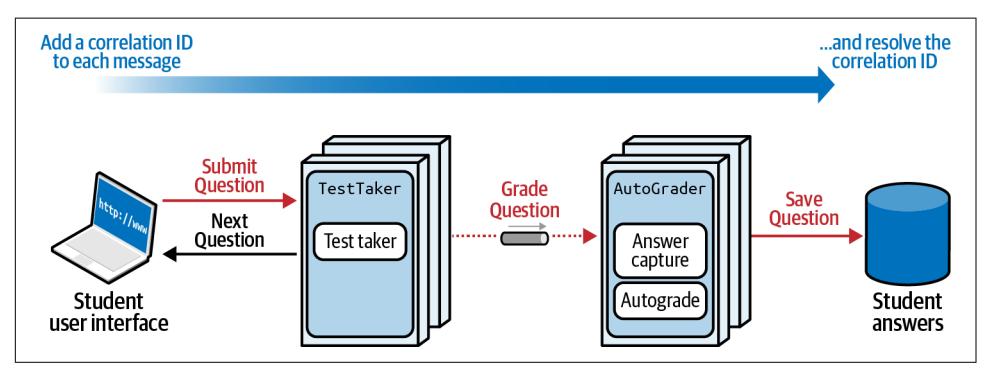 Add a correlation ID
to each message
...and resolve the
correlation ID
Submit
Question
Next
Question
http://www
Student
user interface
TestTaker
Test taker
Grade
Question
AutoGrader
Answer
capture
Autograde
Save
Question
Student
answers